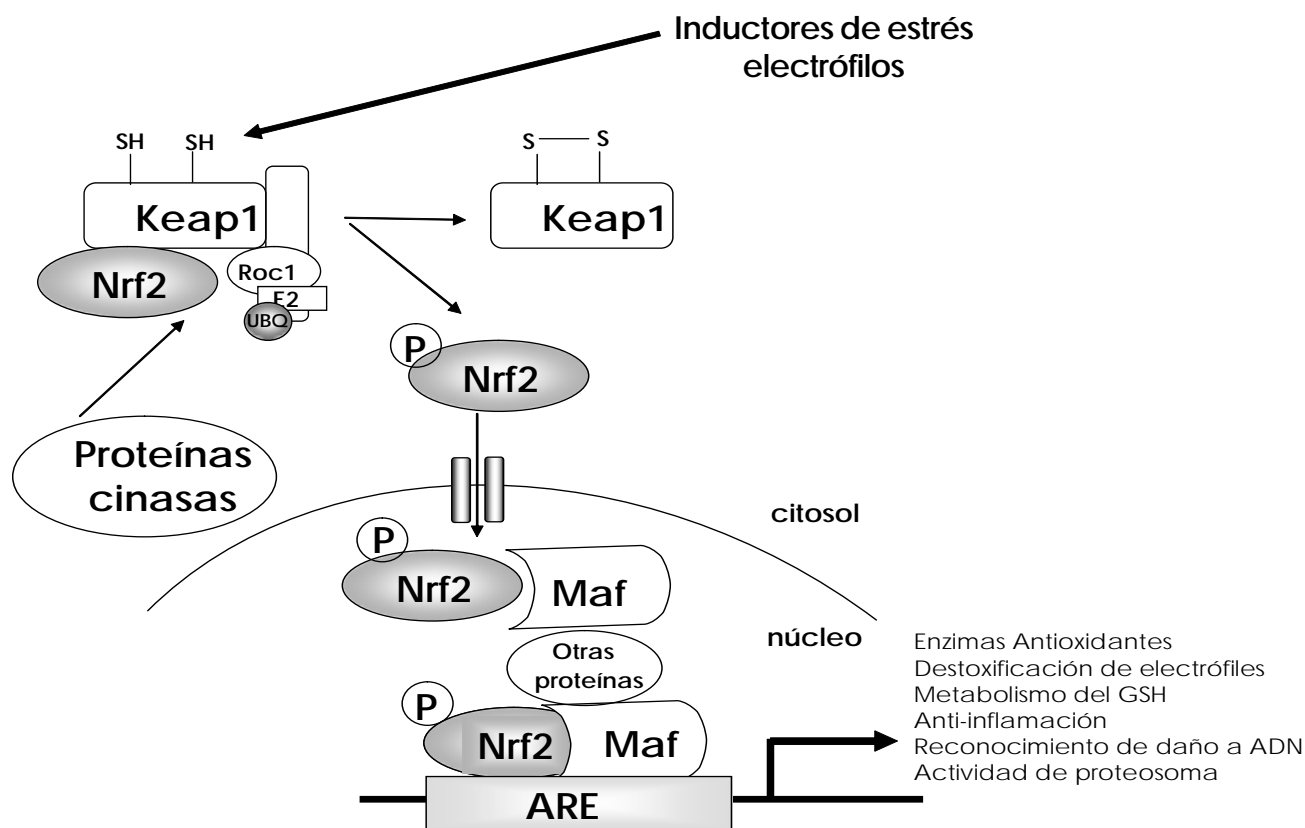 Inductores de estrés
electrófilos
SH SH
S S
Keap1
Keap1
Nrf2
Roc1
E2
UBQ
P
Nrf2
Proteínas
cinasas
citosol
P
Nrf2
Maf
núcleo
Otras
proteínas
P
Nrf2
Maf
ARE
Enzimas Antioxidantes
Destoxificación de electrófiles
Metabolismo del GSH
Anti-inflamación
Reconocimiento de daño a ADN
Actividad de proteosoma